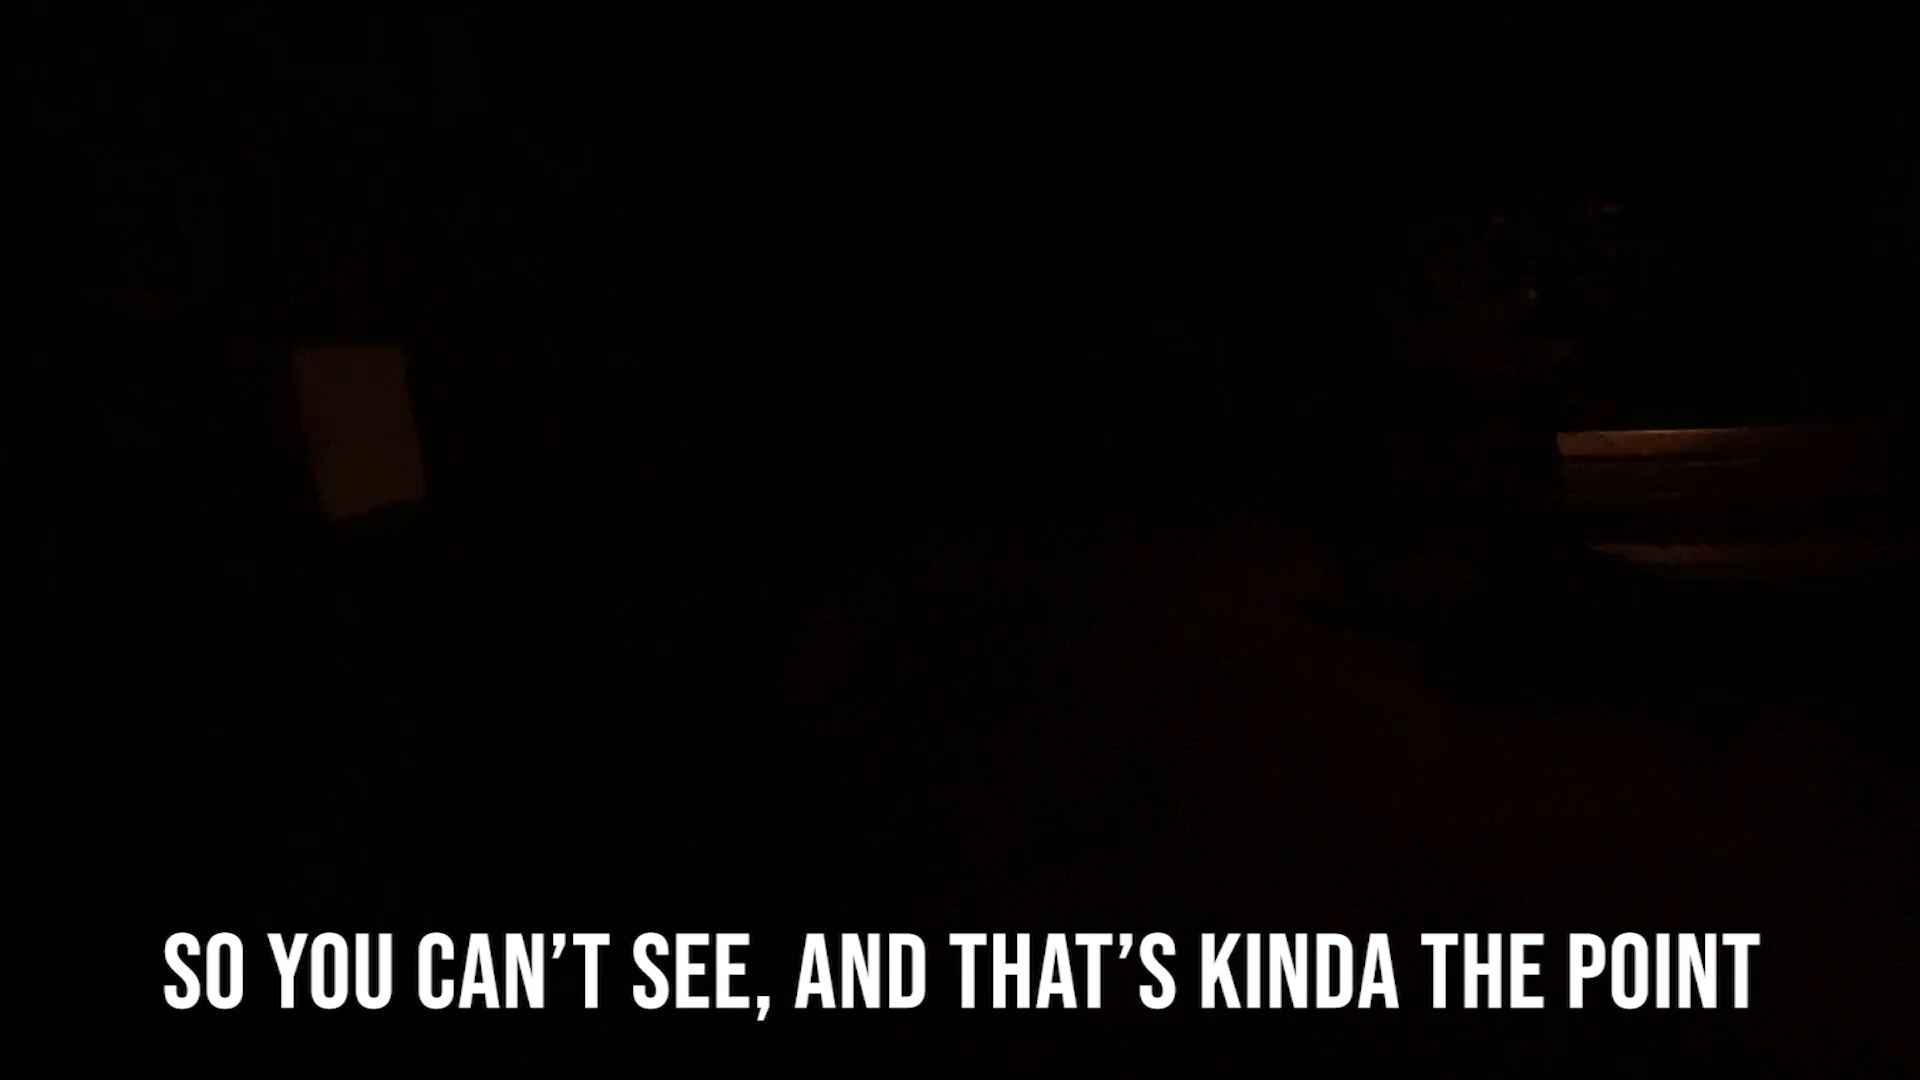 SO YOU CAN’T SEE, AND THAT’S KINDA THE POINT